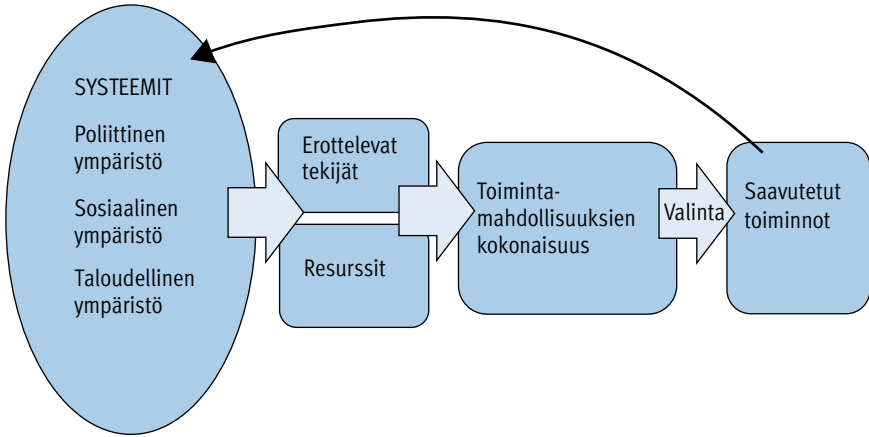 SYSTEEMIT
Poliittinen
ympäristö
Sosiaalinen
ympäristö
Taloudellinen
ympäristö
Erottelevat
tekijät
Resurssit
Toiminta-
mahdollisuuksien
kokonaisuus
Valinta
Saavutetut
toiminnot